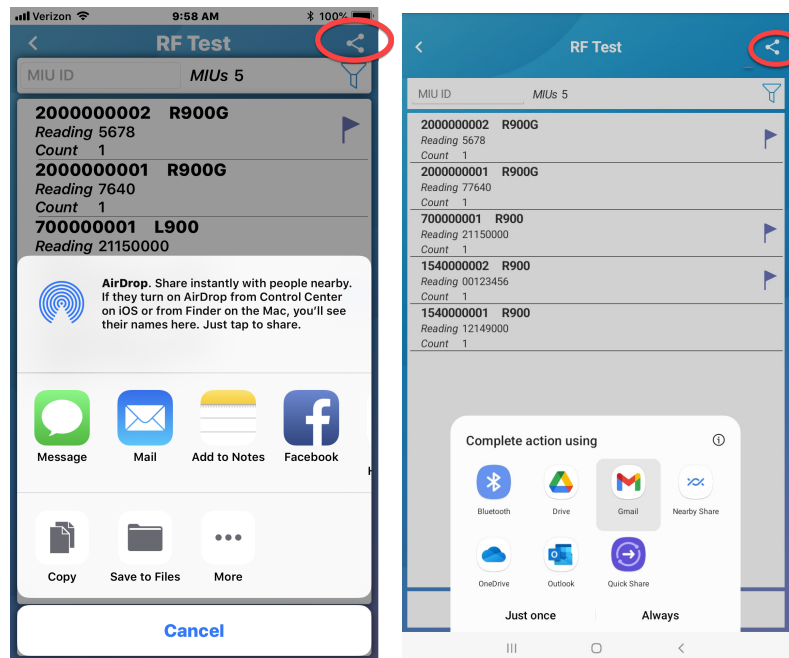 Verizon 9:58 AM 100%
RF Test
MIU ID MIUs 5
2000000002 R900G
Reading 5678
Count 1
2000000001 R900G
Reading 7640
Count 1
700000001 L900
Reading 21150000
AirDrop. Share instantly with people nearby.
If they turn on AirDrop from Control Center
on iOS or from Finder on the Mac, you'll see
their names here. Just tap to share.
Message Mail Add to Notes Facebook
Copy Save to Files More
Cancel
RF Test
MIU ID MIUs 5
2000000002 R900G
Reading 5678
Count 1
2000000001 R900G
Reading 77640
Count 1
700000001 R900
Reading 21150000
Count 1
1540000002 R900
Reading 00123456
Count 1
1540000001 R900
Reading 12149000
Count 1
Complete action using
Bluetooth Drive Gmail Nearby Share
OneDrive Outlook Quick Share
Just once Always